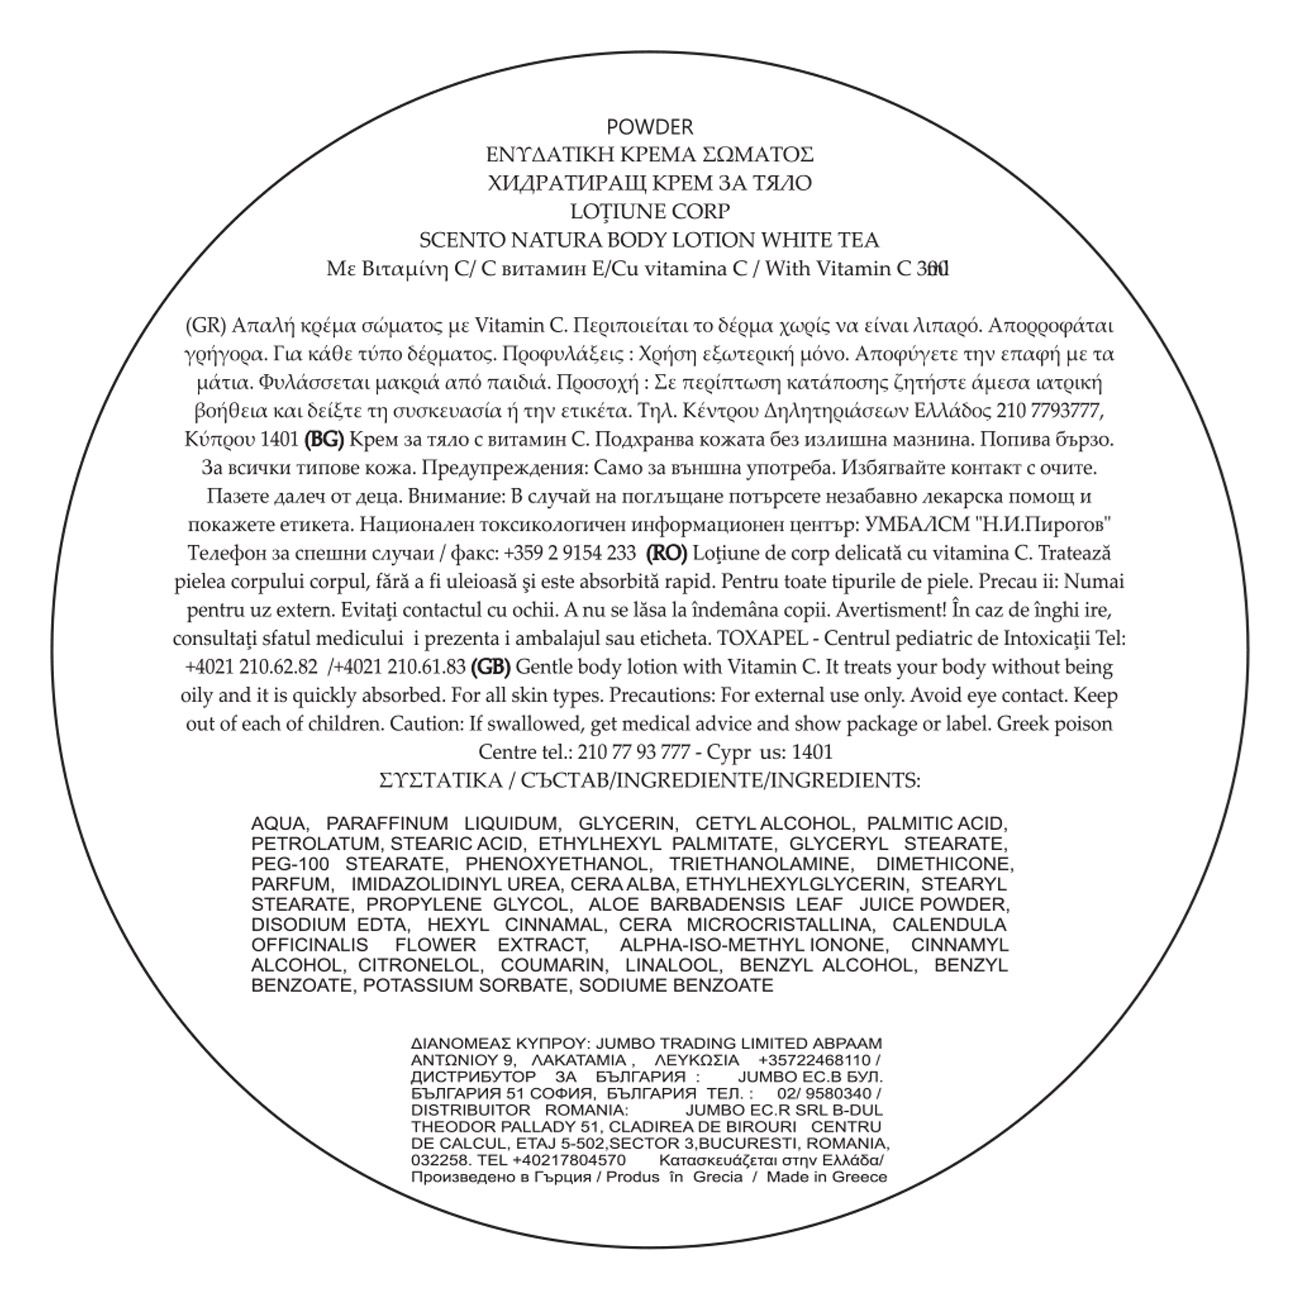 POWDER
ΕΝΥΔΑΤΙΚΗ ΚΡΕΜΑ ΣΩΜΑΤΟΣ
ХИДРАТИРАЩ КРЕМ ЗА ТЯЛО
LOŢIUNE CORP
SCENTO NATURA BODY LOTION WHITE TEA
Με Βιταμίνη C/ C витамин E/Cu vitamina C / With Vitamin C
(GR) Απαλή κρέμα σώματος με Vitamin C. Περιποιείται το δέρμα χωρίς να είναι λιπαρό. Απορροφάται
γρήγορα. Για κάθε τύπο δέρματος. Προφυλάξεις : Χρήση εξωτερική μόνο. Αποφύγετε την επαφή με τα
μάτια. Φυλάσσεται μακριά από παιδιά. Προσοχή : Σε περίπτωση κατάποσης ζητήστε άμεσα ιατρική
βοήθεια και δείξτε τη συσκευασία ή την ετικέτα. Τηλ. Κέντρου Δηλητηριάσεων Ελλάδος 210 7793777,
Κύπρου 1401 (BG) Крем за тяло с витамин C. Подхранва кожата без излишна мазнина. Попива бързо.
За всички типове кожа. Предупреждения: Само за външна употреба. Избягвайте контакт с очите.
Пазете далеч от деца. Внимание: В случай на поглъщане потърсете незабавно лекарска помощ и
покажете етикета. Национален токсикологичен информационен център: УМБАЛСМ "Н.И.Пирогов"
Телефон за спешни случаи / факс: +359 2 9154 233 (RO) Loţiune de corp delicată cu vitamina C. Tratează
pielea corpului corpul, fără a fi uleioasă şi este absorbită rapid. Pentru toate tipurile de piele. Precau ii: Numai
pentru uz extern. Evitaţi contactul cu ochii. A nu se lăsa la îndemâna copii. Avertisment! În caz de înghi ire,
consultaţi sfatul medicului i prezenta i ambalajul sau eticheta. TOXAPEL - Centrul pediatric de Intoxicaţii Tel:
+4021 210.62.82 /+4021 210.61.83 (GB) Gentle body lotion with Vitamin C. It treats your body without being
oily and it is quickly absorbed. For all skin types. Precautions: For external use only. Avoid eye contact. Keep
out of each of children. Caution: If swallowed, get medical advice and show package or label. Greek poison
Centre tel.: 210 77 93 777 - Cypr us: 1401
ΣΥΣΤΑΤΙΚΑ / СЪСТАВ/INGREDIENTE/INGREDIENTS:
AQUA, PARAFFINUM LIQUIDUM, GLYCERIN, CETYL ALCOHOL, PALMITIC ACID,
PETROLATUM, STEARIC ACID, ETHYLHEXYL PALMITATE, GLYCERYL STEARATE,
PEG-100 STEARATE, PHENOXYETHANOL, TRIETHANOLAMINE, DIMETHICONE,
PARFUM, IMIDAZOLIDINYL UREA, CERA ALBA, ETHYLHEXYLGLYCERIN, STEARYL
STEARATE, PROPYLENE GLYCOL, ALOE BARBADENSIS LEAF JUICE POWDER,
DISODIUM EDTA, HEXYL CINNAMAL, CERA MICROCRISTALLINA, CALENDULA
OFFICINALIS FLOWER EXTRACT, ALPHA-ISO-METHYL IONONE, CINNAMYL
ALCOHOL, CITRONELOL, COUMARIN, LINALOOL, BENZYL ALCOHOL, BENZYL
BENZOATE, POTASSIUM SORBATE, SODIUME BENZOATE
ΔΙΑΝΟΜΕΑΣ ΚΥΠΡΟΥ: JUMBO TRADING LIMITED ΑΒΡΑΑΜ
ΑΝΤΩΝΙΟΥ 9, ΛΑΚΑΤΑΜΙΑ , ΛΕΥΚΩΣΙΑ +35722468110 /
ДИСТРИБУТОР ЗА БЪЛГАРИЯ : JUMBO EC.B БУЛ.
БЪЛГАРИЯ 51 СОФИЯ, БЪЛГАРИЯ ТЕЛ. : 02/ 9580340 /
DISTRIBUITOR ROMANIA: JUMBO EC.R SRL B-DUL
THEODOR PALLADY 51, CLADIREA DE BIROURI CENTRU
DE CALCUL, ETAJ 5-502,SECTOR 3,BUCURESTI, ROMANIA,
032258. TEL +40217804570 Κατασκευάζεται στην Ελλάδα/
Произведено в Гърция / Produs în Grecia / Made in Greece